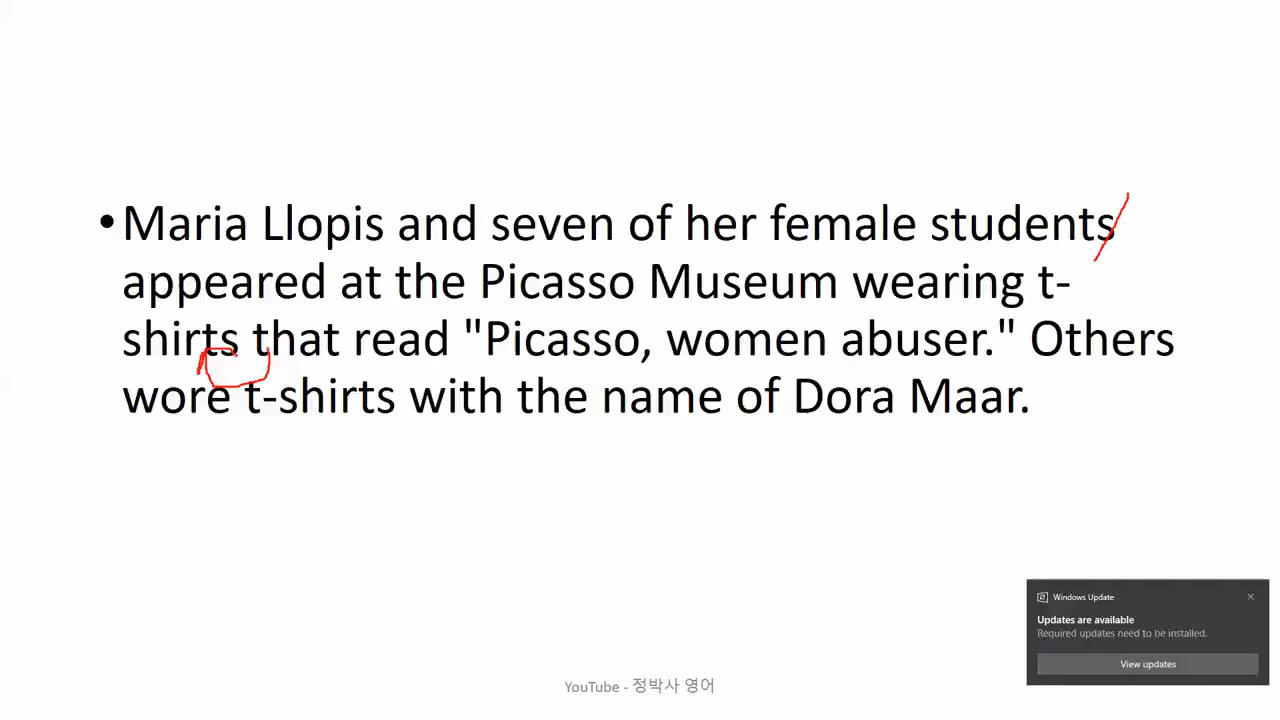 •Maria Llopis and seven of her female students
appeared at the Picasso Museum wearing t-
shirts that read "Picasso, women abuser." Others
wore t-shirts with the name of Dora Maar.
Windows Update
Updates are available
Required updates need to be installed.
View updates
YouTube - 정박사 영어